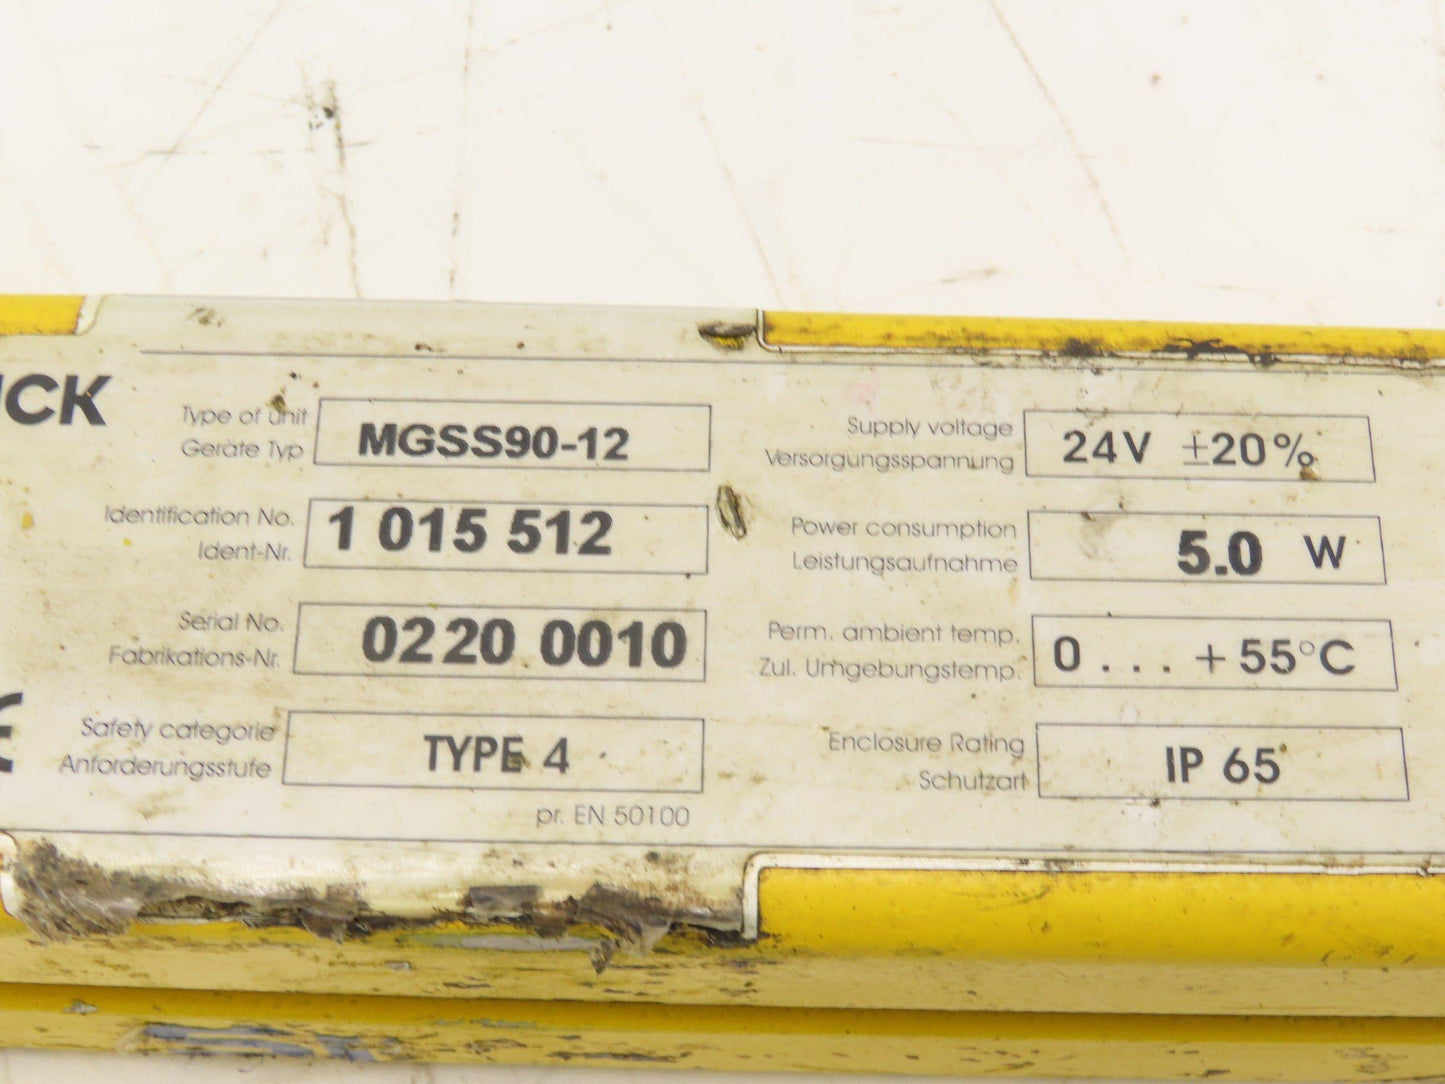 Type of unit
Geräte Typ
MGSS90-12
Supply voltage
Versorgungsspannung
24V ±20%
Identification No.
Ident-Nr.
1 015 512
Power consumption
Leistungsaufnahme
5.0 W
Serial No.
Fabrikations-Nr.
0220 0010
Perm. ambient temp.
Zul. Umgebungstemp.
0 . . . +55°C
Safety categorie
Anforderungsstufe
TYPE 4
Enclosure Rating
Schutzart
IP 65
pr. EN 50100